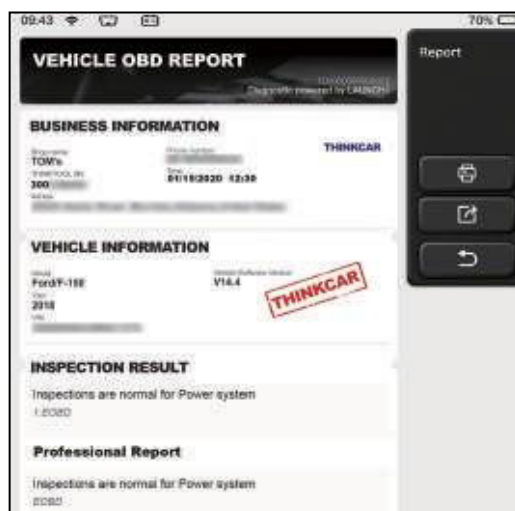 09:43
70%
VEHICLE OBD REPORT
Diagnostic powered by LAUNCH
Report
BUSINESS INFORMATION
THINKCAR
TOM's
300
01/15/2020 12:30
VEHICLE INFORMATION
Ford/F-150
V14.4
2018
THINKCAR
INSPECTION RESULT
Inspections are normal for Power system
1.EOBD
Professional Report
Inspections are normal for Power system
EOBD